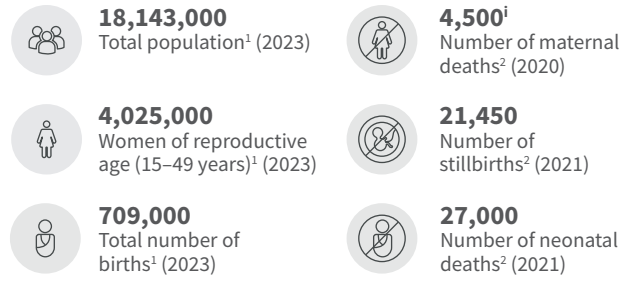 18,143,000
Total population¹ (2023)
4,500ⁱ
Number of maternal
deaths² (2020)
4,025,000
Women of reproductive
age (15–49 years)¹ (2023)
21,450
Number of
stillbirths² (2021)
709,000
Total number of
births¹ (2023)
27,000
Number of neonatal
deaths² (2021)